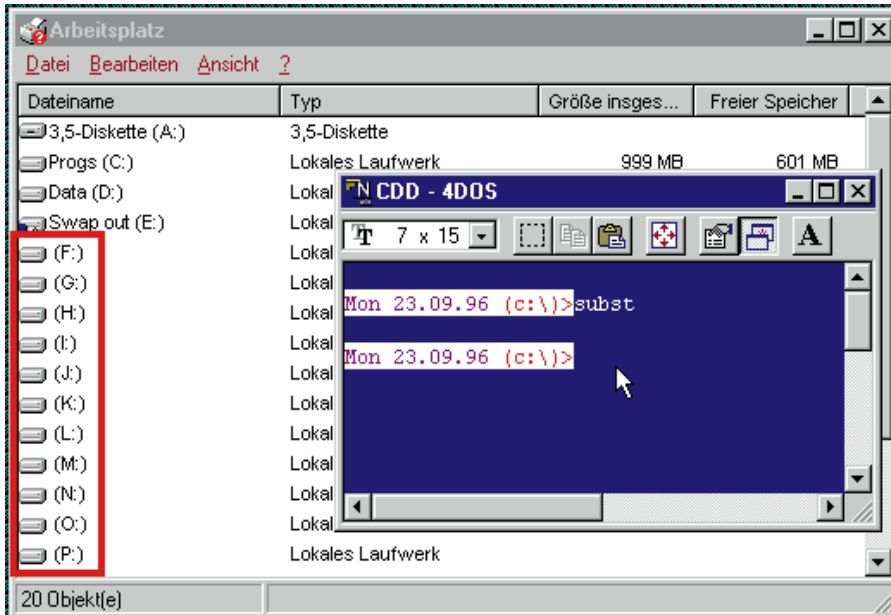 Arbeitsplatz
Datei Bearbeiten Ansicht ?
Dateiname Typ Größe insges... Freier Speicher
3,5-Diskette (A:) 3,5-Diskette
Progs (C:) Lokales Laufwerk 999 MB 601 MB
Data (D:) Lokal
Swap out (E:) Lokal
(F:) Lokal
(G:) Lokal
(H:) Lokal
(I:) Lokal
(J:) Lokal
(K:) Lokal
(L:) Lokal
(M:) Lokal
(N:) Lokal
(O:) Lokal
(P:) Lokales Laufwerk
20 Objekt(e)
CDD - 4DOS
7 x 15
A
Mon 23.09.96 (c:\)>subst
Mon 23.09.96 (c:\)>